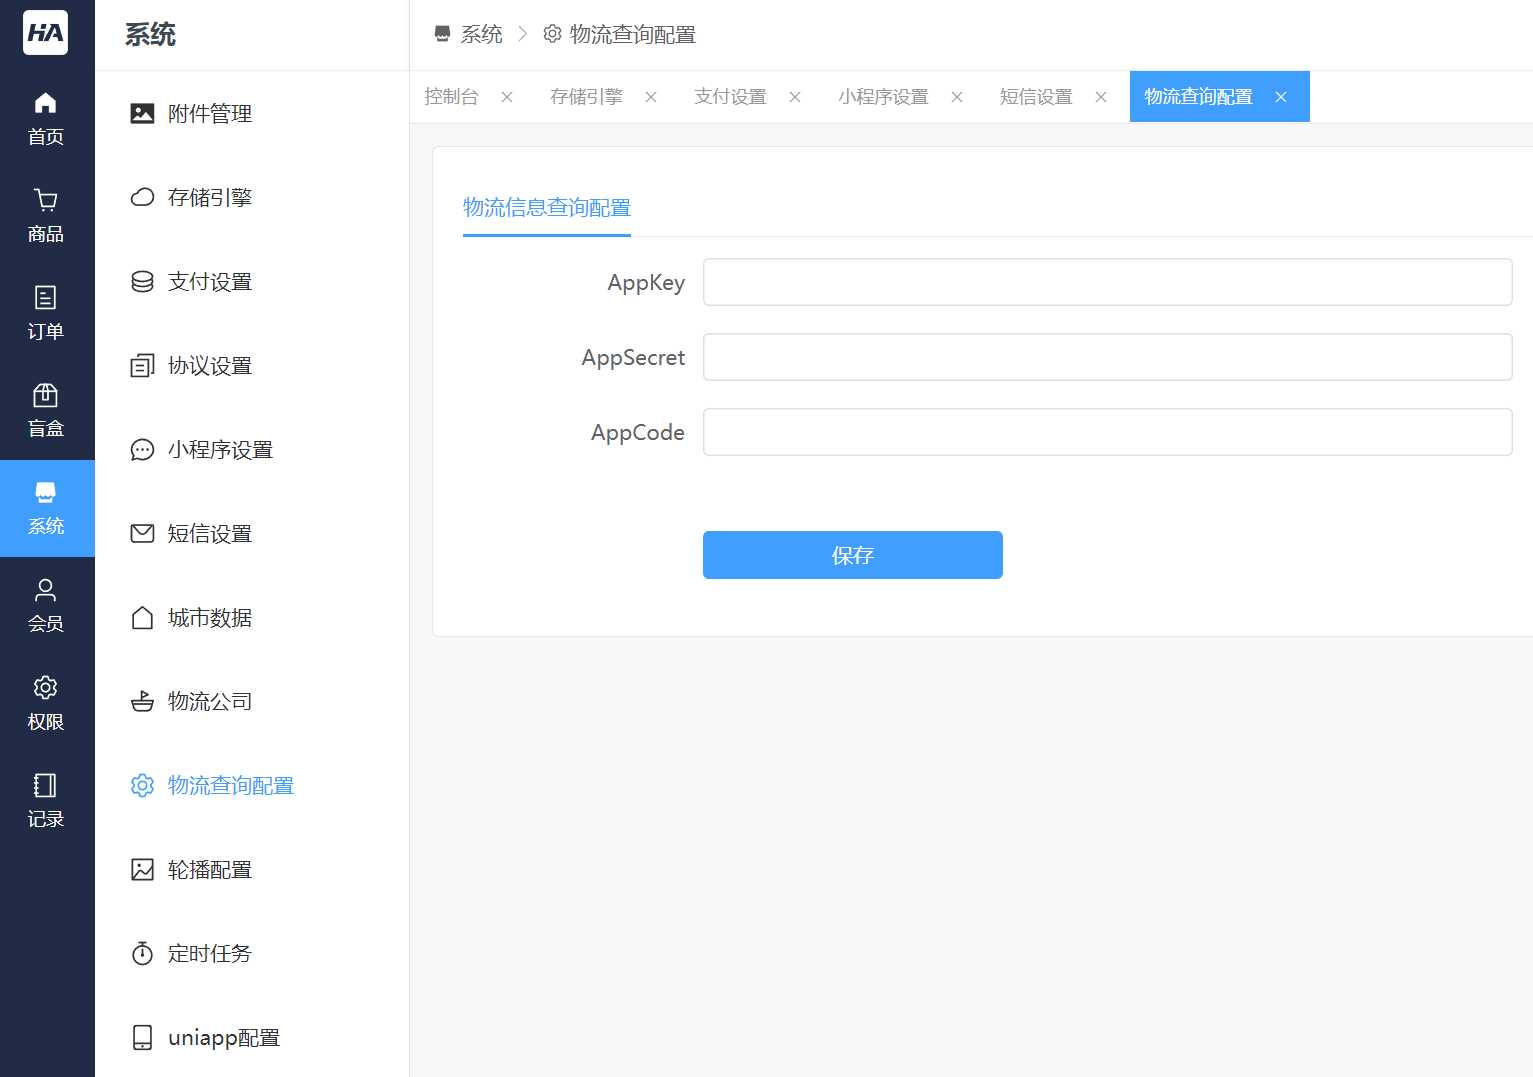 HA
首页
商品
订单
盲盒
系统
会员
权限
记录
系统
附件管理
存储引擎
支付设置
协议设置
小程序设置
短信设置
城市数据
物流公司
物流查询配置
轮播配置
定时任务
uniapp配置
系统 > 物流查询配置
控制台 × 存储引擎 × 支付设置 × 小程序设置 × 短信设置 × 物流查询配置 ×
物流信息查询配置
AppKey
AppSecret
AppCode
保存